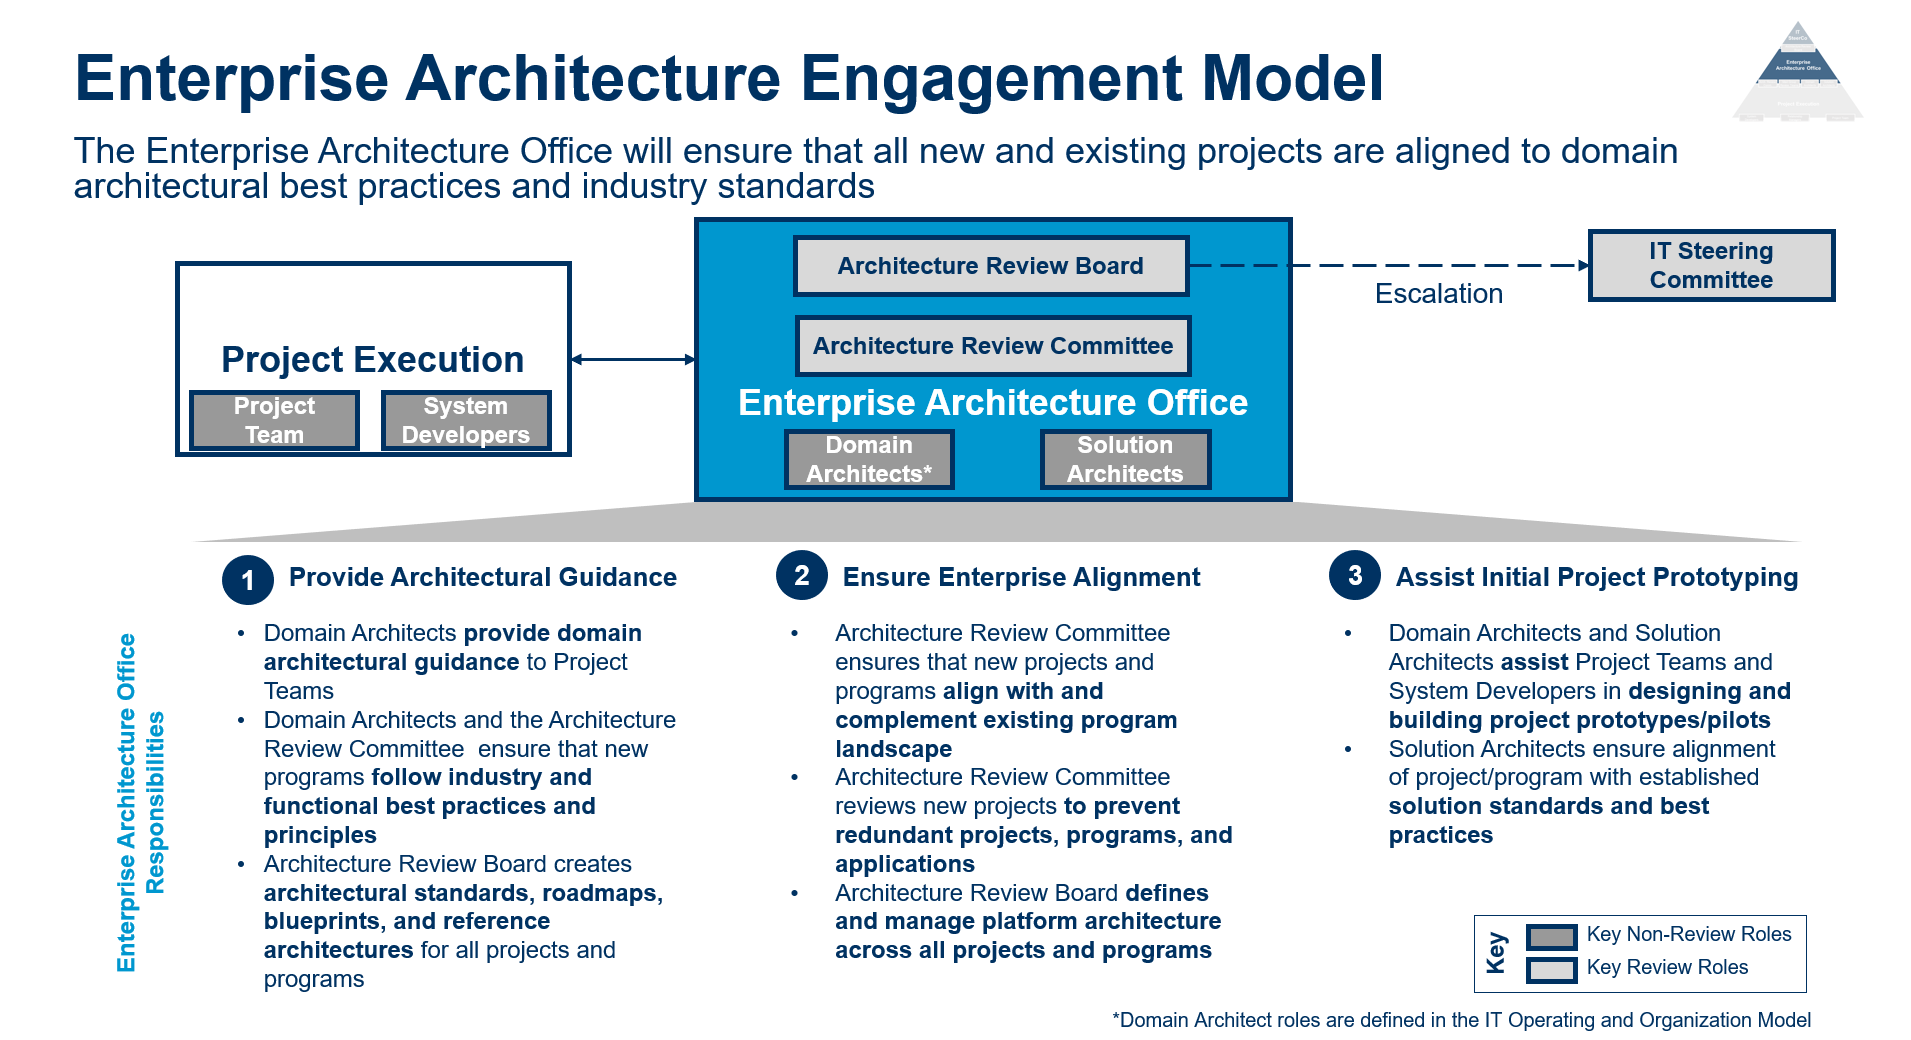 Enterprise Architecture Engagement Model
IT
SteerCo
Enterprise
Architecture Office
The Enterprise Architecture Office will ensure that all new and existing projects are aligned to domain
architectural best practices and industry standards
Project Execution
Project
Team
System
Developers
Architecture Review Board
Architecture Review Committee
Enterprise Architecture Office
Domain
Architects*
Solution
Architects
Escalation
IT Steering
Committee
Enterprise Architecture Office
Responsibilities
1 Provide Architectural Guidance
• Domain Architects provide domain
architectural guidance to Project
Teams
• Domain Architects and the Architecture
Review Committee  ensure that new
programs follow industry and
functional best practices and
principles
• Architecture Review Board creates
architectural standards, roadmaps,
blueprints, and reference
architectures for all projects and
programs
2 Ensure Enterprise Alignment
• Architecture Review Committee
ensures that new projects and
programs align with and
complement existing program
landscape
• Architecture Review Committee
reviews new projects to prevent
redundant projects, programs, and
applications
• Architecture Review Board defines
and manage platform architecture
across all projects and programs
3 Assist Initial Project Prototyping
• Domain Architects and Solution
Architects assist Project Teams and
System Developers in designing and
building project prototypes/pilots
• Solution Architects ensure alignment
of project/program with established
solution standards and best
practices
Key
Key Non-Review Roles
Key Review Roles
*Domain Architect roles are defined in the IT Operating and Organization Model